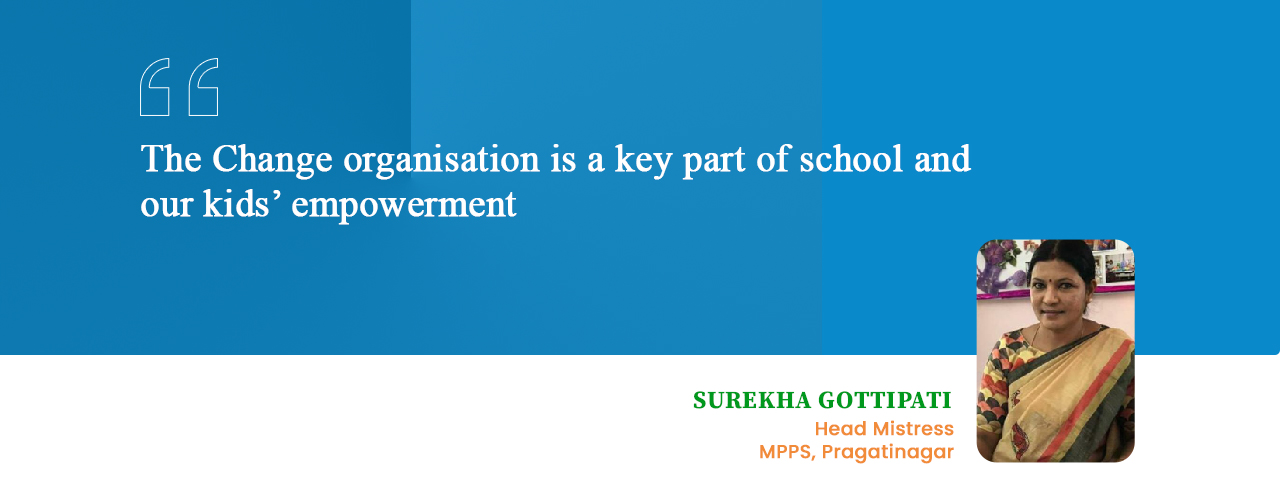 The Change organisation is a key part of school and
our kids’ empowerment
SUREKHA GOTTIPATI
Head Mistress
MPPS, Pragatinagar